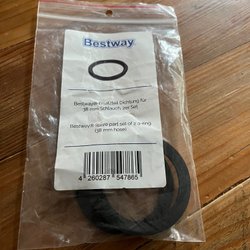 Bestway
Bestway® Ersatzteil Dichtung für
38 mm Schlauch, 2er Set
Bestway® spare part set of 2 o-ring
(38 mm hose)
4 260287 547865